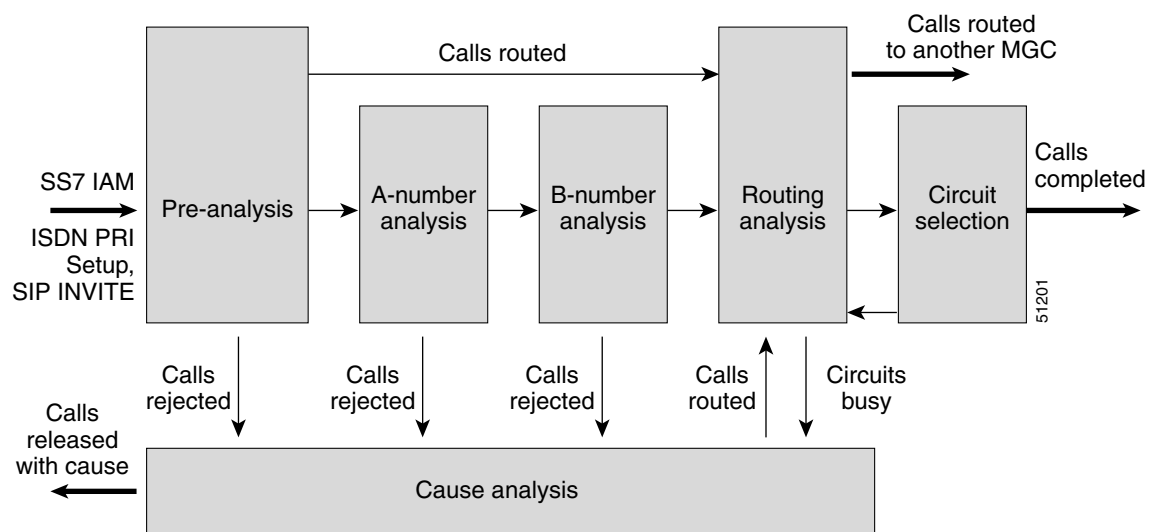 Calls routed
to another MGC
Calls routed
SS7 IAM
ISDN PRI
Setup,
SIP INVITE
Pre-analysis
A-number
analysis
B-number
analysis
Routing
analysis
Circuit
selection
Calls
completed
51201
Calls
rejected
Calls
rejected
Calls
rejected
Calls
routed
Circuits
busy
Calls
released
with cause
Cause analysis